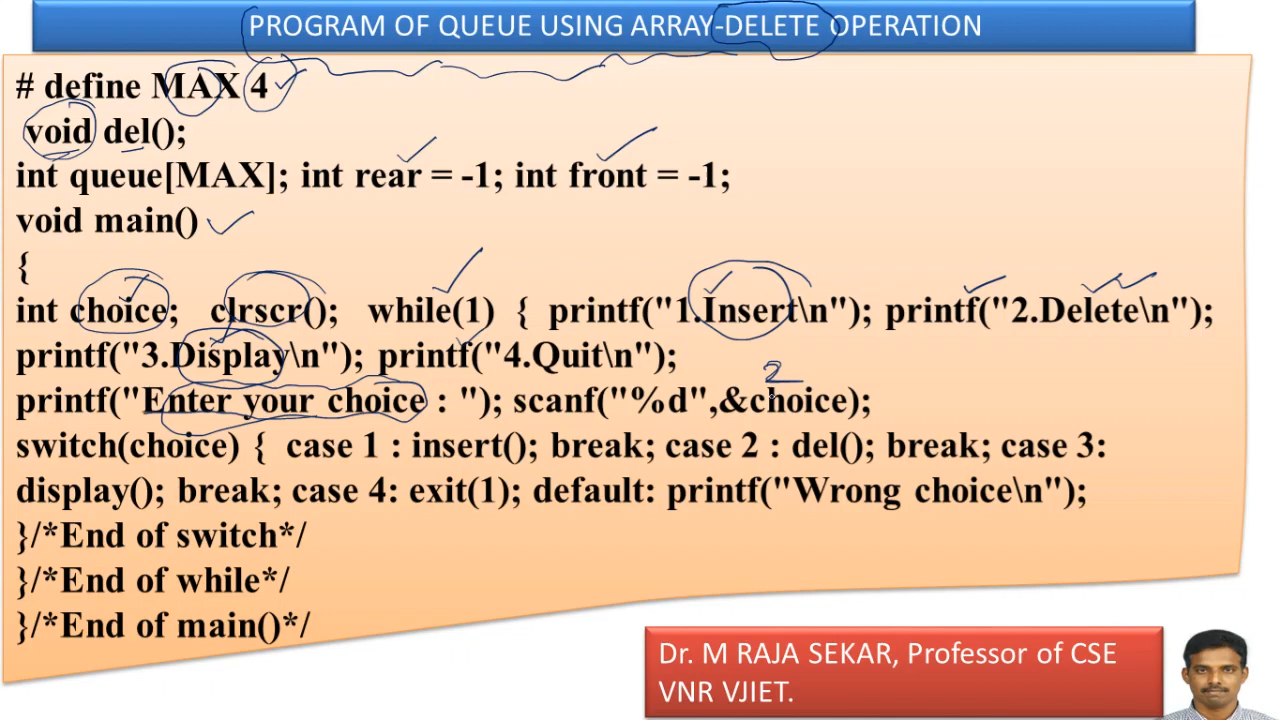 PROGRAM OF QUEUE USING ARRAY-DELETE OPERATION
# define MAX 4
void del();
int queue[MAX]; int rear = -1; int front = -1;
void main()
{
int choice; clrscr(); while(1) { printf("1.Insert\n"); printf("2.Delete\n");
printf("3.Display\n"); printf("4.Quit\n");
2
printf("Enter your choice : "); scanf("%d",&choice);
switch(choice) { case 1 : insert(); break; case 2 : del(); break; case 3:
display(); break; case 4: exit(1); default: printf("Wrong choice\n");
}/*End of switch*/
}/*End of while*/
}/*End of main()*/
Dr. M RAJA SEKAR, Professor of CSE
VNR VJIET.